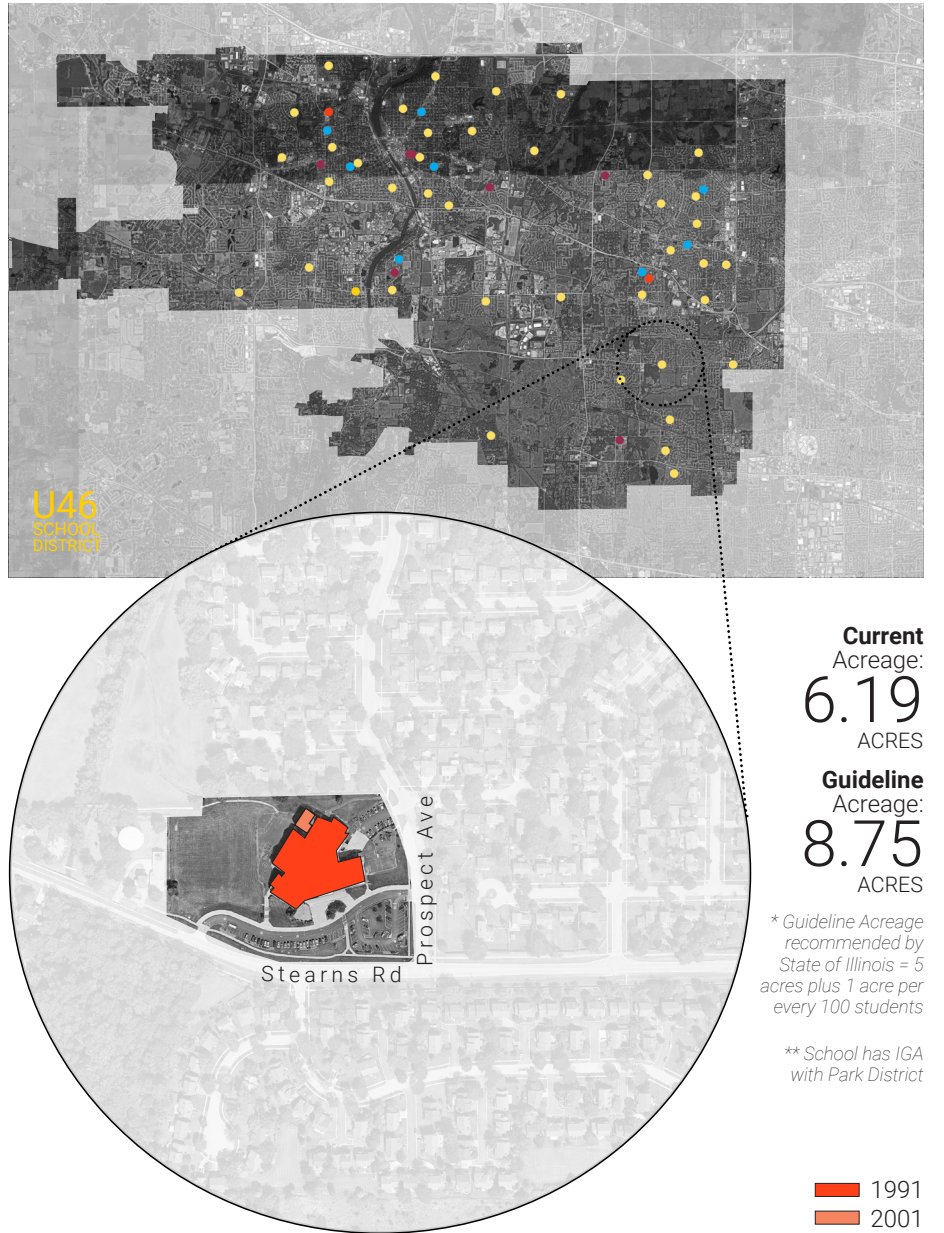 U46
SCHOOL
DISTRICT
Current
Acreage:
6.19
ACRES
Guideline
Acreage:
8.75
ACRES
* Guideline Acreage
recommended by
State of Illinois = 5
acres plus 1 acre per
every 100 students
** School has IGA
with Park District
Prospect Ave
Stearns Rd
1991
2001